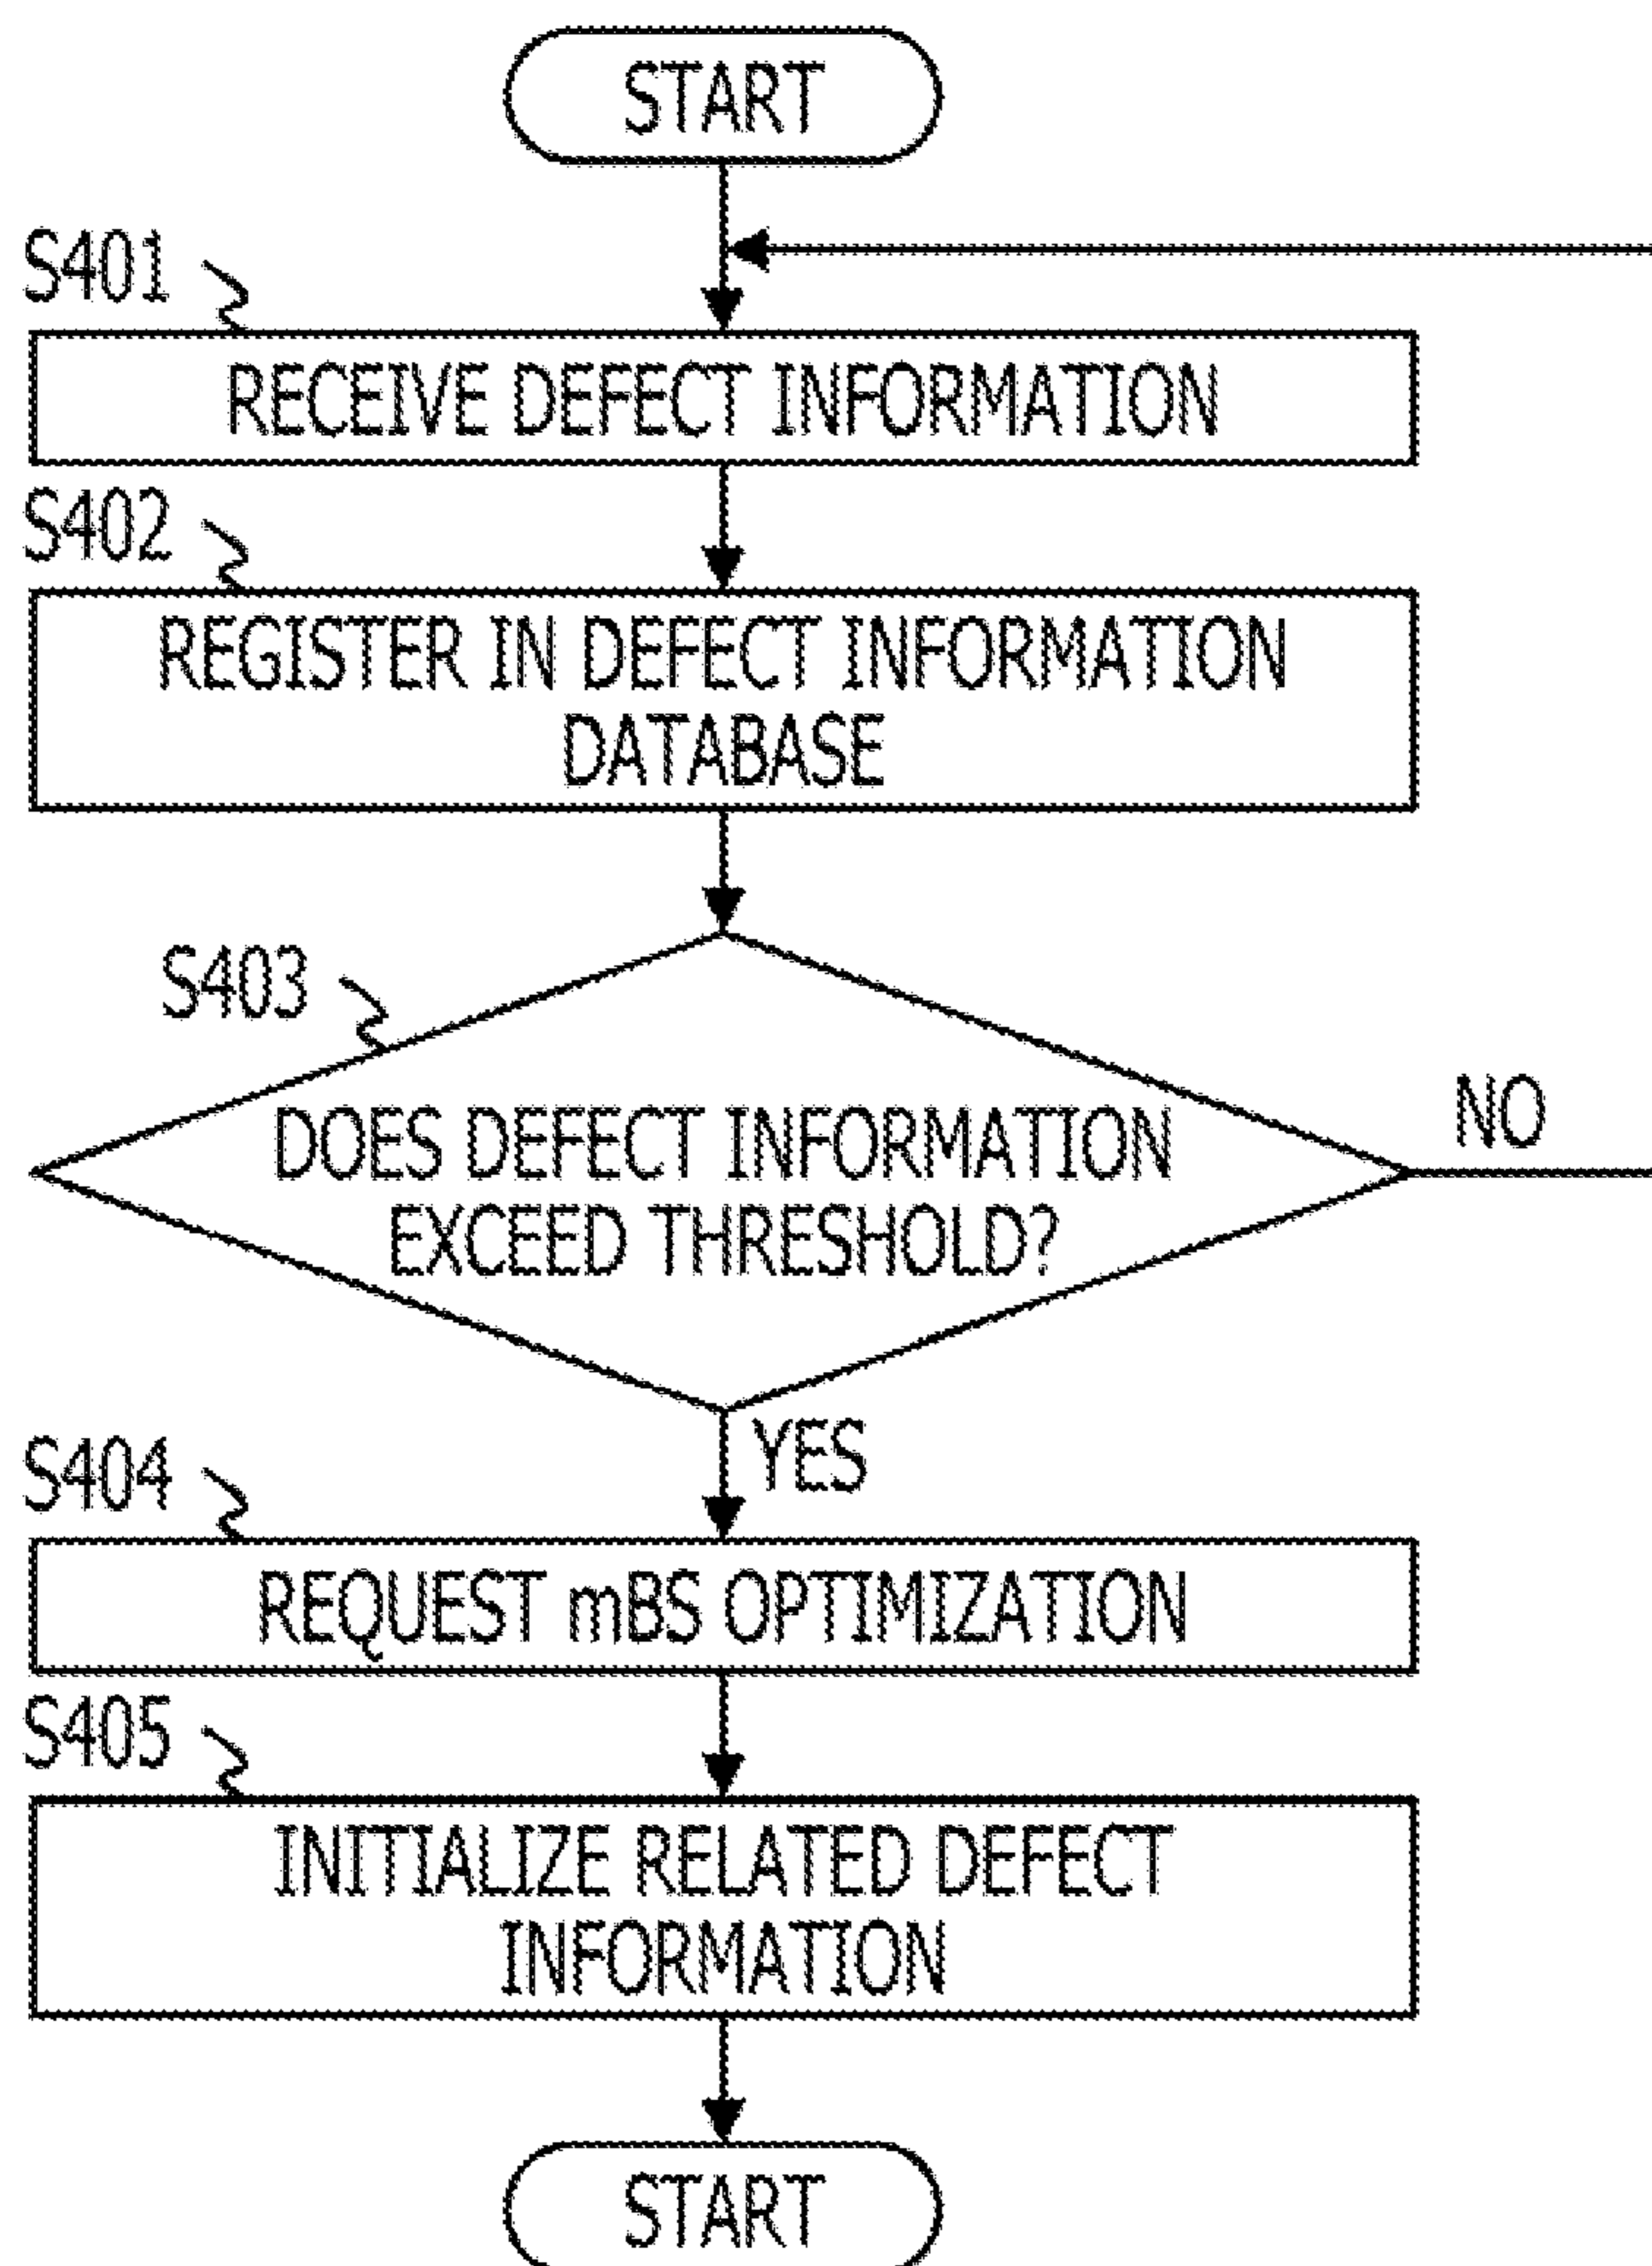 START
S401
RECEIVE DEFECT INFORMATION
S402
REGISTER IN DEFECT INFORMATION
DATABASE
S403
DOES DEFECT INFORMATION
EXCEED THRESHOLD?
NO
YES
S404
REQUEST mBS OPTIMIZATION
S405
INITIALIZE RELATED DEFECT
INFORMATION
START